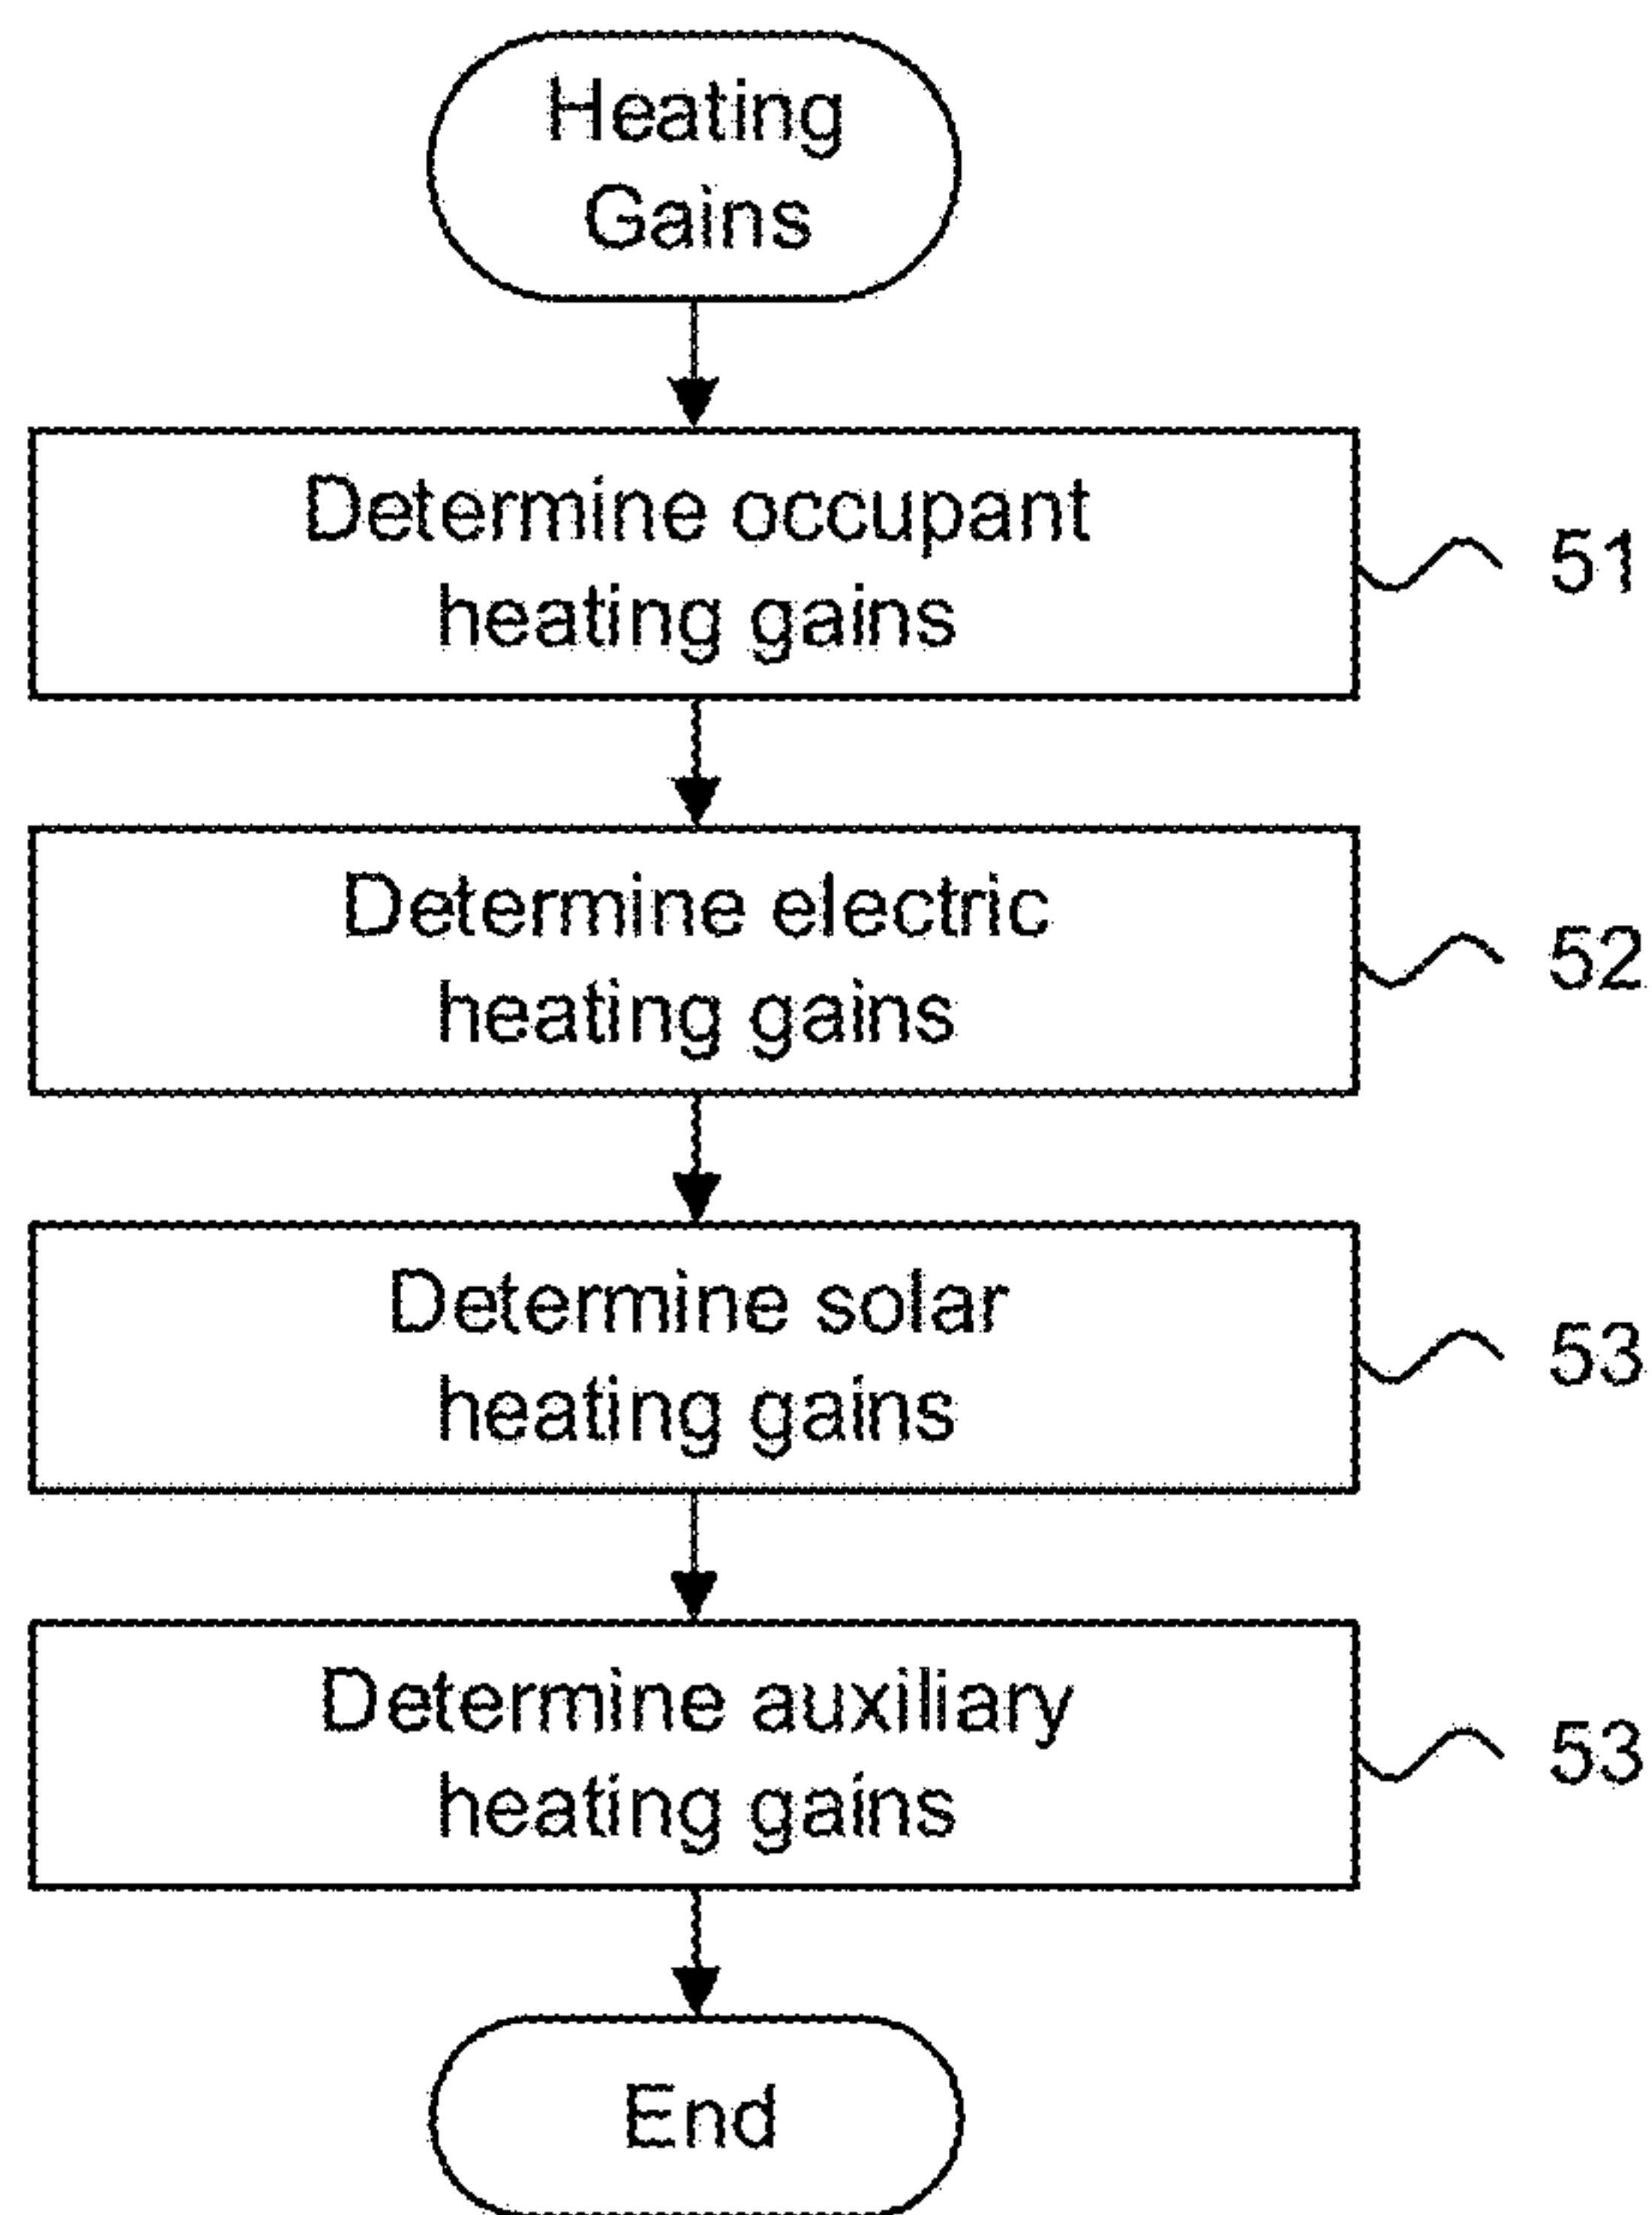 Heating
Gains
Determine occupant
heating gains
51
Determine electric
heating gains
52
Determine solar
heating gains
53
Determine auxiliary
heating gains
53
End